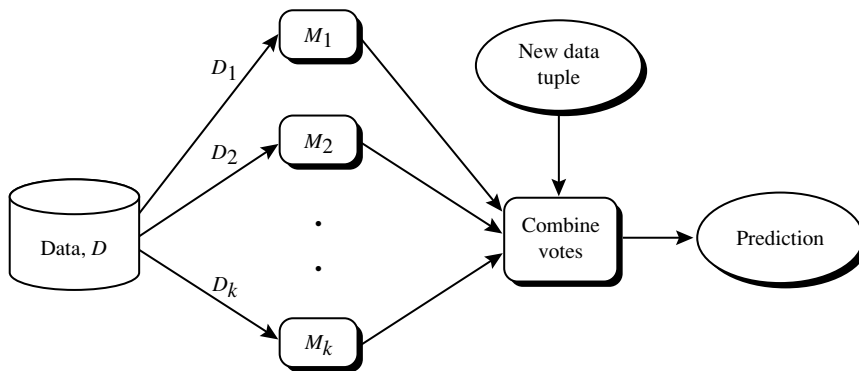 M1
New data
tuple
D1
D2
M2
Data, D
Combine
votes
Prediction
Dk
Mk